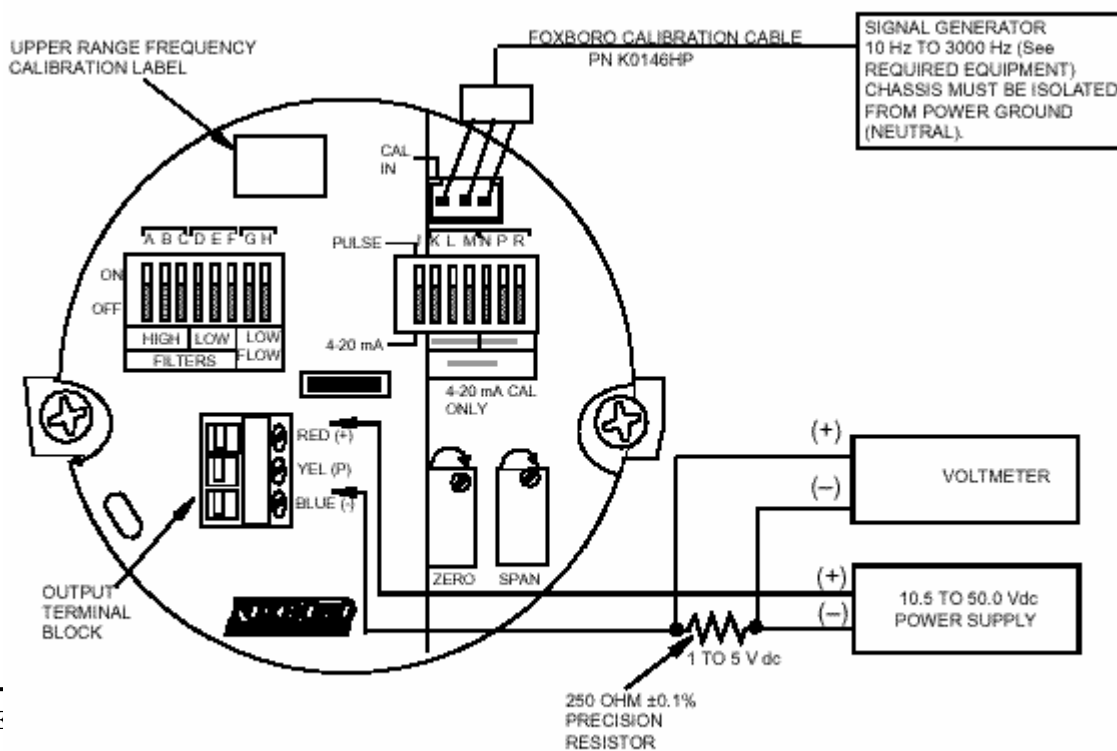 UPPER RANGE FREQUENCY
CALIBRATION LABEL
FOXBORO CALIBRATION CABLE
PN K0146HP
SIGNAL GENERATOR
10 Hz TO 3000 Hz (See
REQUIRED EQUIPMENT)
CHASSIS MUST BE ISOLATED
FROM POWER GROUND
(NEUTRAL).
CAL
IN
A B C D E F G H
PULSE
J K L M N P R
ON
OFF
HIGH LOW LOW
FLOW
FILTERS
4-20 mA
4-20 mA CAL
ONLY
RED (+)
YEL (P)
BLUE (-)
ZERO SPAN
OUTPUT
TERMINAL
BLOCK
(+)
(–)
VOLTMETER
(+)
(–)
10.5 TO 50.0 Vdc
POWER SUPPLY
1 TO 5 V dc
250 OHM ±0.1%
PRECISION
RESISTOR